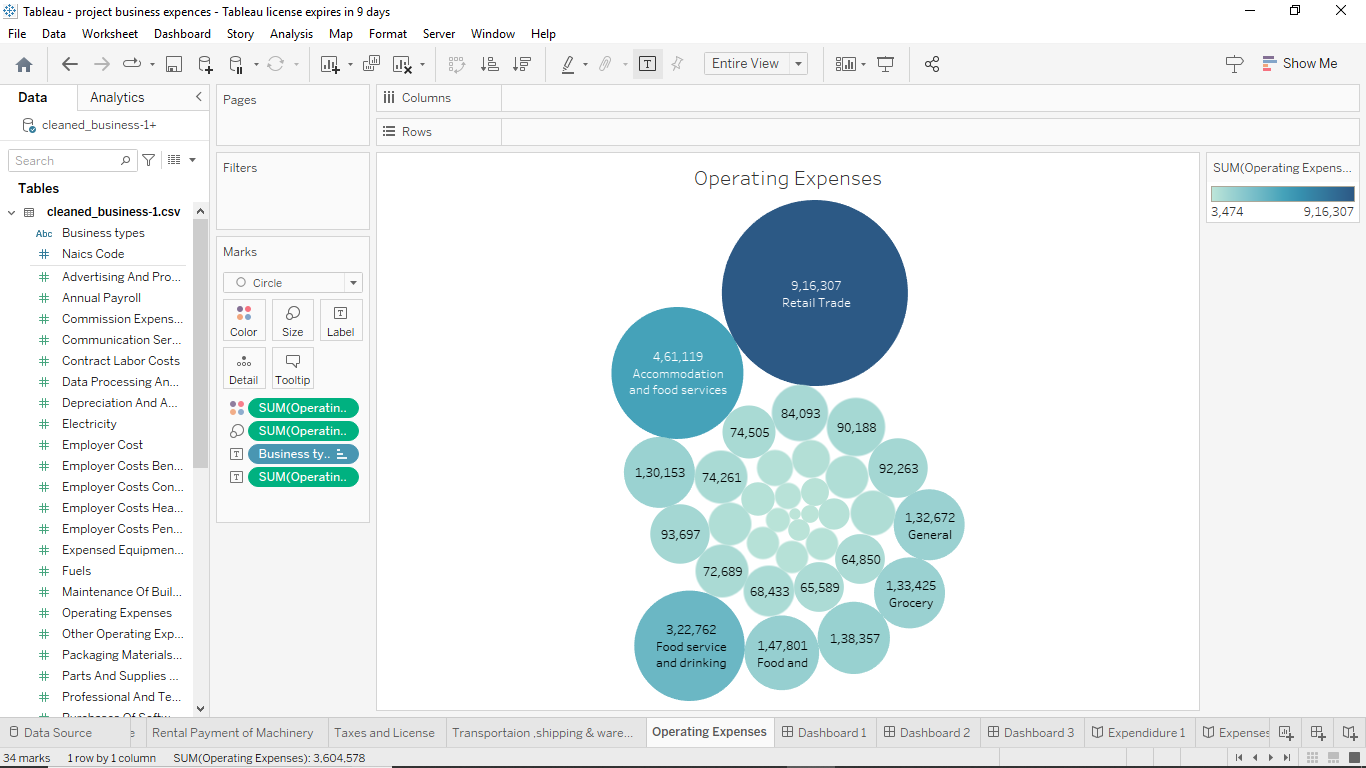 Tableau - project business expences - Tableau license expires in 9 days
File Data Worksheet Dashboard Story Analysis Map Format Server Window Help
Entire View
Show Me
Data Analytics
cleaned_business-1+
Search
Tables
cleaned_business-1.csv
Abc Business types
# Naics Code
# Advertising And Pro...
# Annual Payroll
# Commission Expens...
# Communication Ser...
# Contract Labor Costs
# Data Processing An...
# Depreciation And A...
# Electricity
# Employer Cost
# Employer Costs Ben...
# Employer Costs Con...
# Employer Costs Hea...
# Employer Costs Pen...
# Expensed Equipmen...
# Fuels
# Maintenance Of Buil...
# Operating Expenses
# Other Operating Exp...
# Packaging Materials...
# Parts And Supplies ...
# Professional And Te...
Pages
Filters
Marks
Circle
Color Size Label
Detail Tooltip
SUM(Operatin..
SUM(Operatin..
Business ty..
SUM(Operatin..
Columns
Rows
Operating Expenses
9,16,307
Retail Trade
4,61,119
Accommodation
and food services
84,093
74,505
90,188
1,30,153
74,261
92,263
1,32,672
General
93,697
64,850
72,689
68,433
65,589
1,33,425
Grocery
3,22,762
Food service
and drinking
1,47,801
Food and
1,38,357
SUM(Operating Expens...
3,474 9,16,307
Data Source
Rental Payment of Machinery
Taxes and License
Transportaion ,shipping & ware...
Operating Expenses
Dashboard 1
Dashboard 2
Dashboard 3
Expendidure 1
Expenses
34 marks 1 row by 1 column SUM(Operating Expenses): 3,604,578